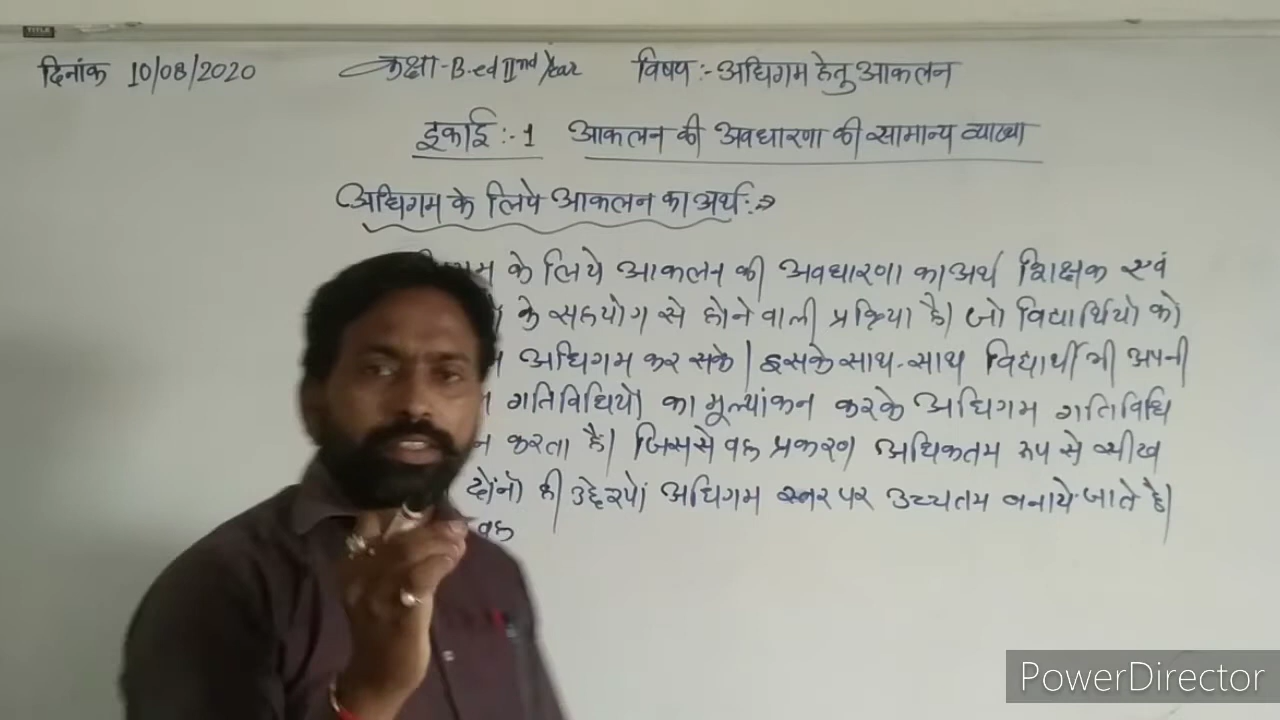 TITLE
दिनांक 10/08/2020 कक्षा-B.ed IInd Year विषय:-अधिगम हेतु आकलन
इकाई:-1 आकलन की अवधारणा की सामान्य व्याख्या
अधिगम के लिये आकलन का अर्थ:→
के लिये आकलन की अवधारणा का अर्थ शिक्षक एवं
के सहयोग से होने वाली प्रक्रिया है। जो विद्यार्थियो को
अधिगम कर सके। इसके साथ-साथ विद्यार्थी भी अपनी
गतिविधियो का मूल्यांकन करके अधिगम गतिविधि
करता है। जिससे वह प्रकरण अधिकतम रूप से सीख
दोनों ही उद्देश्यों अधिगम स्तर पर उच्चतम बनाये जाते है।
वह
PowerDirector